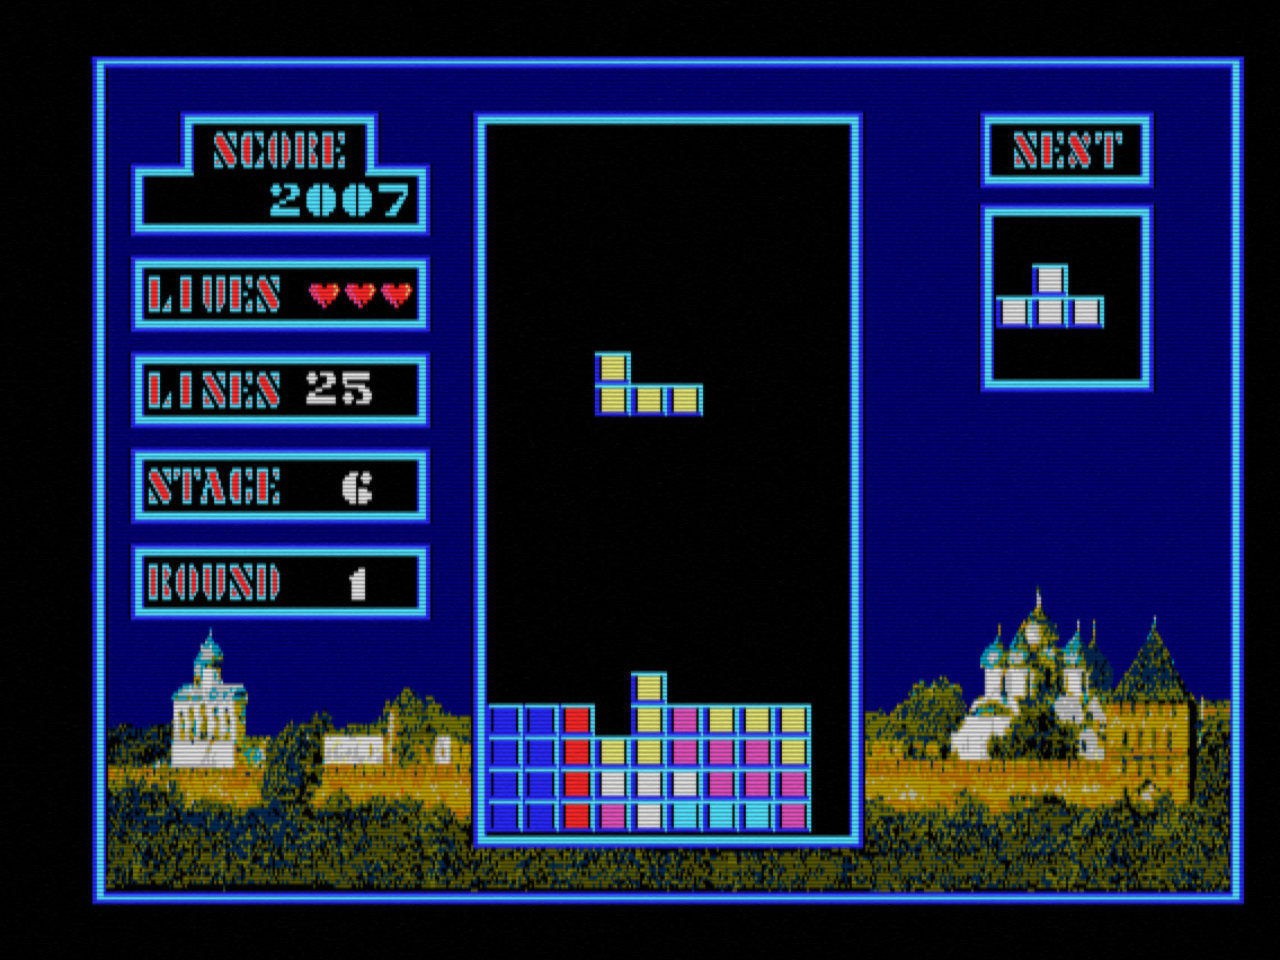 SCORE
2007
LIVES
LINES 25
STAGE 6
ROUND 1
NEXT